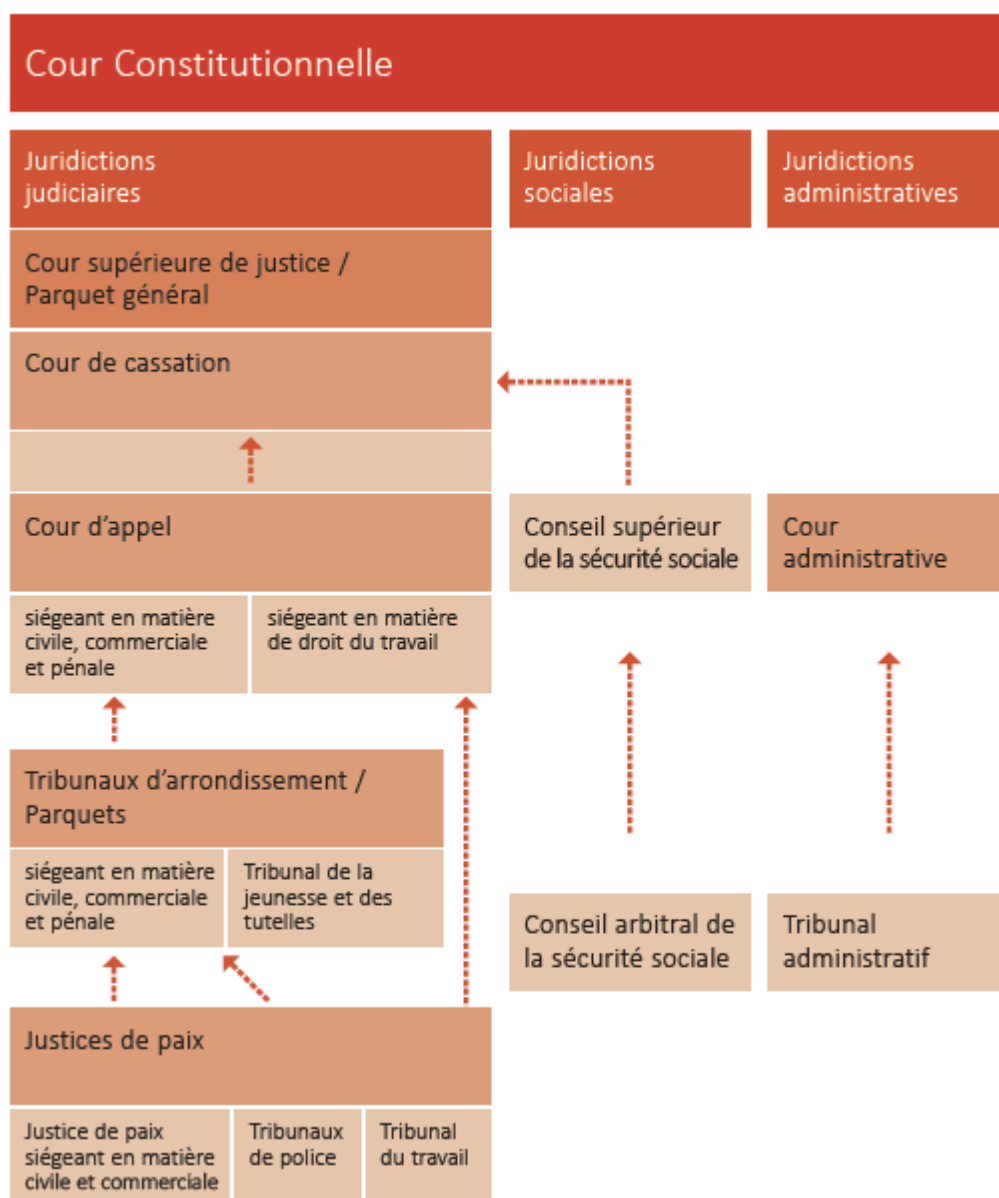 Cour Constitutionnelle
Juridictions
judiciaires
Juridictions
sociales
Juridictions
administratives
Cour supérieure de justice /
Parquet général
Cour de cassation
Cour d'appel
Conseil supérieur
de la sécurité sociale
Cour
administrative
siégeant en matière
civile, commerciale
et pénale
siégeant en matière
de droit du travail
Tribunaux d'arrondissement /
Parquets
siégeant en matière
civile, commerciale
et pénale
Tribunal de la
jeunesse et des
tutelles
Conseil arbitral de
la sécurité sociale
Tribunal
administratif
Justices de paix
Justice de paix
siégeant en matière
civile et commerciale
Tribunaux
de police
Tribunal
du travail